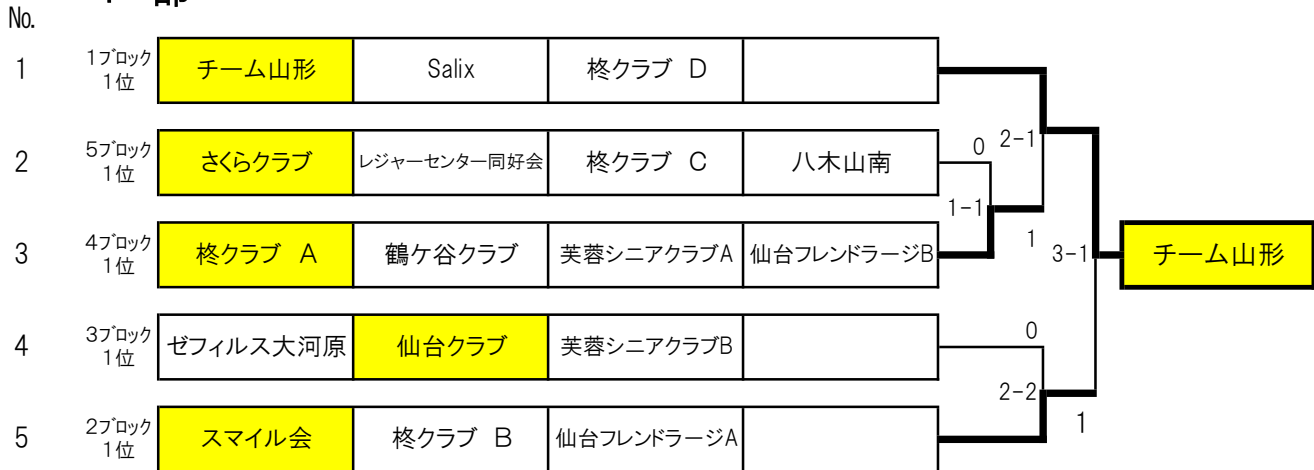 No.
1 1ブロック 1位 チーム山形 Salix 柊クラブ D
2 5ブロック 1位 さくらクラブ レジャーセンター同好会 柊クラブ C 八木山南
0 2-1
1-1
1
3 4ブロック 1位 柊クラブ A 鶴ケ谷クラブ 芙蓉シニアクラブA 仙台フレンドラージB
3-1 チーム山形
4 3ブロック 1位 ゼフィルス大河原 仙台クラブ 芙蓉シニアクラブB
0
2-2
1
5 2ブロック 1位 スマイル会 柊クラブ B 仙台フレンドラージA